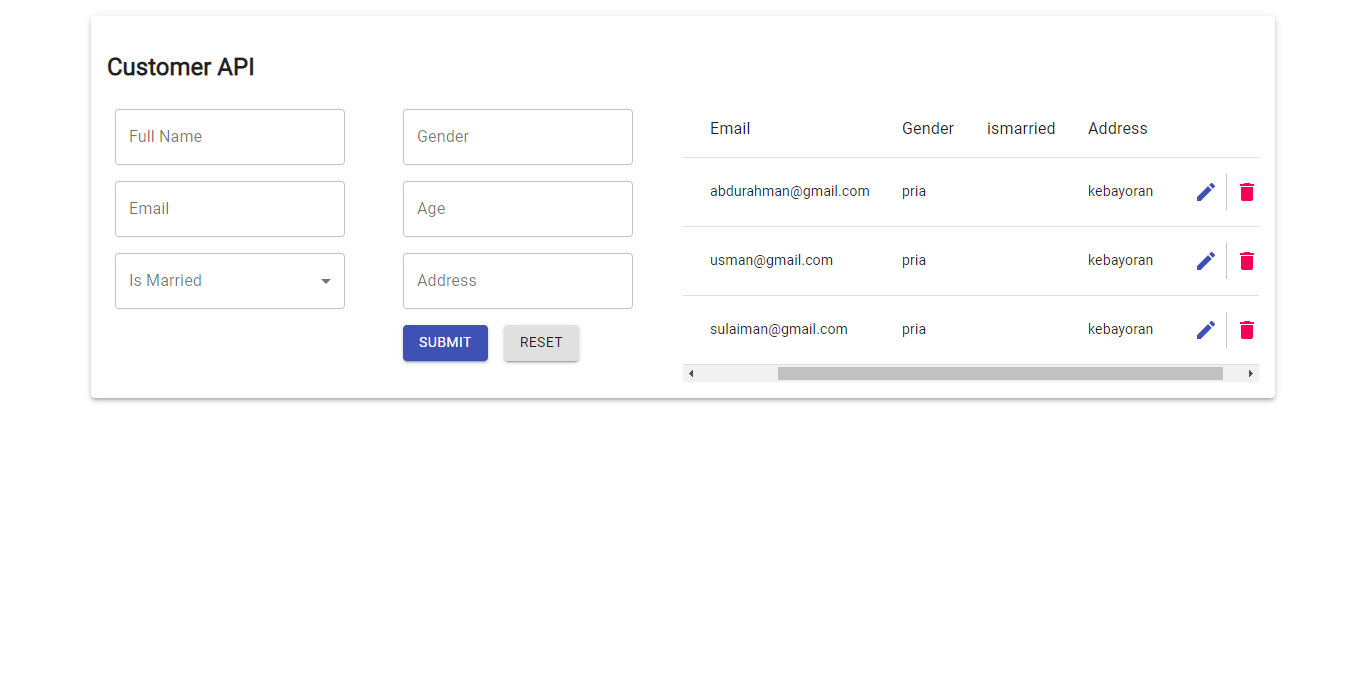 Customer API
Full Name
Gender
Email
Age
Is Married
Address
SUBMIT RESET
Email Gender ismarried Address
abdurahman@gmail.com pria kebayoran
usman@gmail.com pria kebayoran
sulaiman@gmail.com pria kebayoran